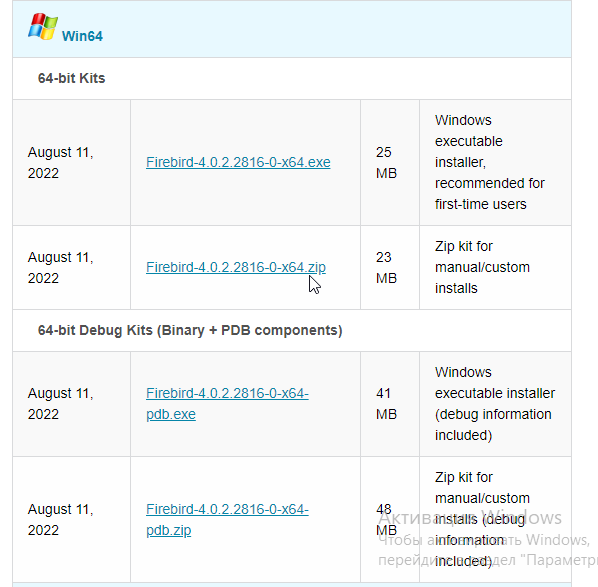 Win64
64-bit Kits
August 11,
2022
Firebird-4.0.2.2816-0-x64.exe
25
MB
Windows
executable
installer,
recommended for
first-time users
August 11,
2022
Firebird-4.0.2.2816-0-x64.zip
23
MB
Zip kit for
manual/custom
installs
64-bit Debug Kits (Binary + PDB components)
August 11,
2022
Firebird-4.0.2.2816-0-x64-
pdb.exe
41
MB
Windows
executable installer
(debug information
included)
August 11,
2022
Firebird-4.0.2.2816-0-x64-
pdb.zip
48
MB
Zip kit for
manual/custom
installs (debug
information
included)
Активация Windows
Чтобы активировать Windows,
перейдите в раздел "Параметры